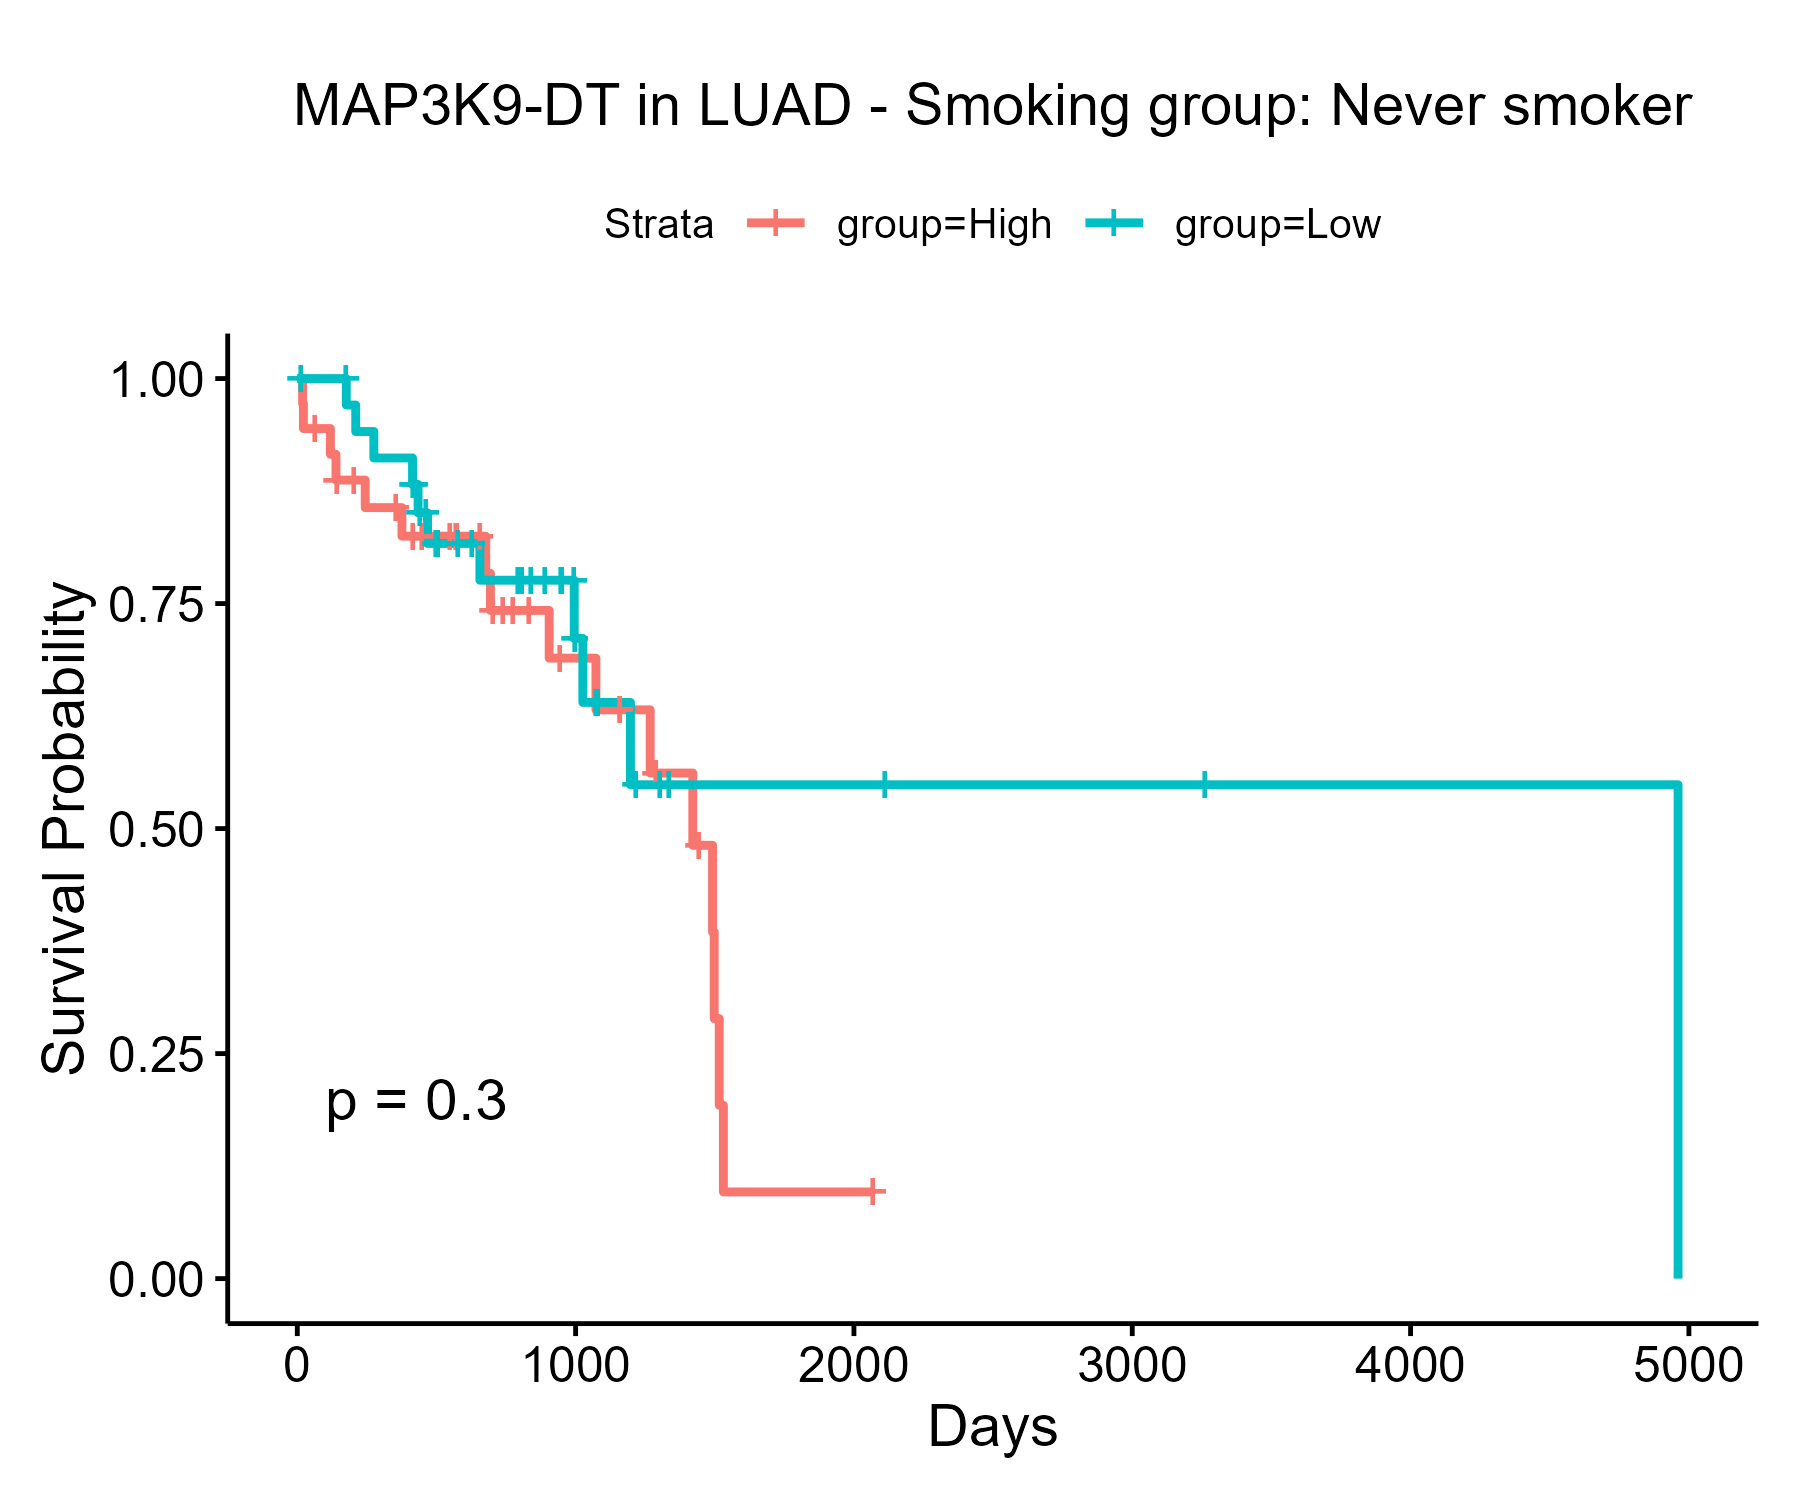 MAP3K9-DT in LUAD - Smoking group: Never smoker
Strata group=High group=Low
1.00
0.75
0.50
0.25
0.00
Survival Probability
p = 0.3
0 1000 2000 3000 4000 5000
Days